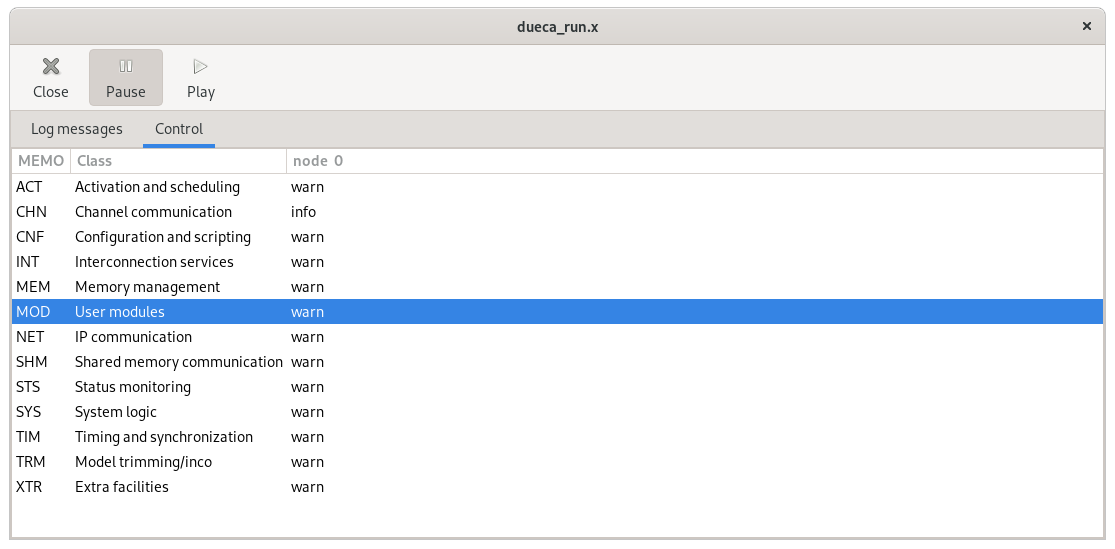 dueca_run.x
Close Pause Play
Log messages Control
MEMO Class node 0
ACT Activation and scheduling warn
CHN Channel communication info
CNF Configuration and scripting warn
INT Interconnection services warn
MEM Memory management warn
MOD User modules warn
NET IP communication warn
SHM Shared memory communication warn
STS Status monitoring warn
SYS System logic warn
TIM Timing and synchronization warn
TRM Model trimming/inco warn
XTR Extra facilities warn